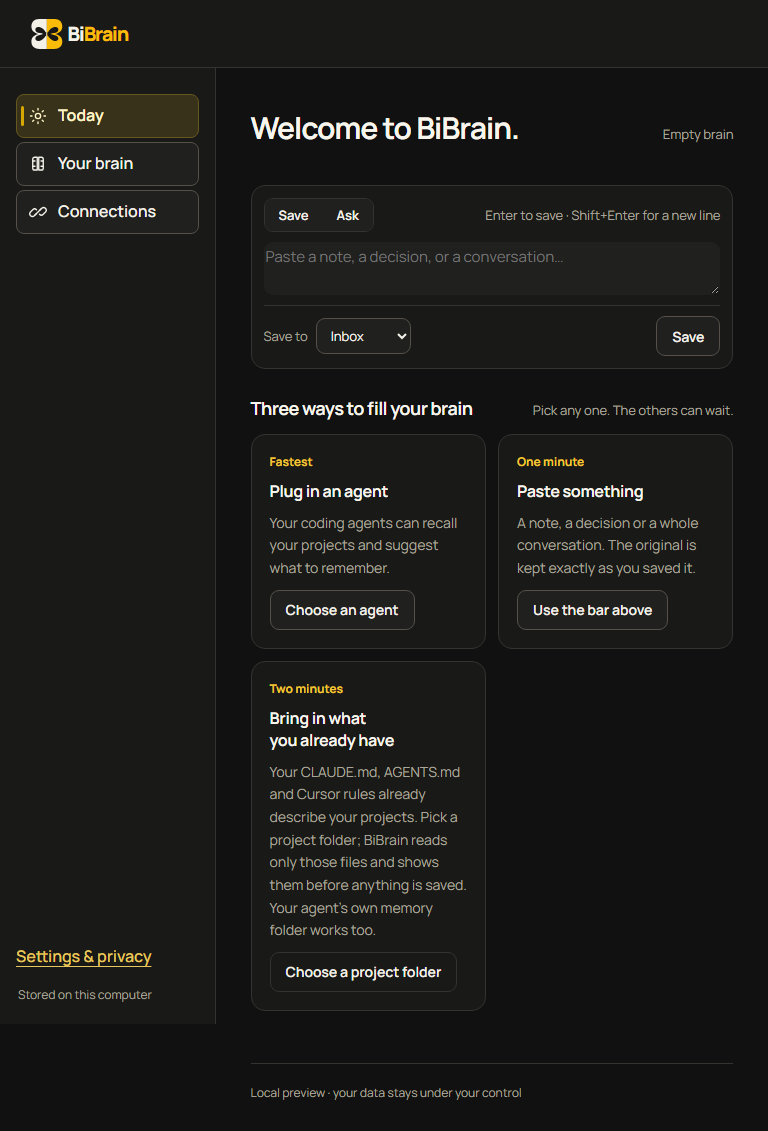 BiBrain
Today
Your brain
Connections
Settings & privacy
Stored on this computer
Welcome to BiBrain.
Empty brain
Save
Ask
Enter to save · Shift+Enter for a new line
Paste a note, a decision, or a conversation…
Save to
Inbox
Save
Three ways to fill your brain
Pick any one. The others can wait.
Fastest
Plug in an agent
Your coding agents can recall
your projects and suggest
what to remember.
Choose an agent
One minute
Paste something
A note, a decision or a whole
conversation. The original is
kept exactly as you saved it.
Use the bar above
Two minutes
Bring in what
you already have
Your CLAUDE.md, AGENTS.md
and Cursor rules already
describe your projects. Pick a
project folder; BiBrain reads
only those files and shows
them before anything is saved.
Your agent's own memory
folder works too.
Choose a project folder
Local preview · your data stays under your control